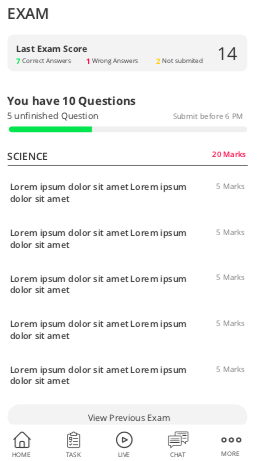 EXAM
Last Exam Score
7 Correct Answers 1 Wrong Answers 2 Not submited 14
You have 10 Questions
5 unfinished Question Submit before 6 PM
SCIENCE 20 Marks
Lorem ipsum dolor sit amet Lorem ipsum 5 Marks
dolor sit amet
Lorem ipsum dolor sit amet Lorem ipsum 5 Marks
dolor sit amet
Lorem ipsum dolor sit amet Lorem ipsum 5 Marks
dolor sit amet
Lorem ipsum dolor sit amet Lorem ipsum 5 Marks
dolor sit amet
Lorem ipsum dolor sit amet Lorem ipsum 5 Marks
dolor sit amet
View Previous Exam
HOME TASK LIVE CHAT MORE